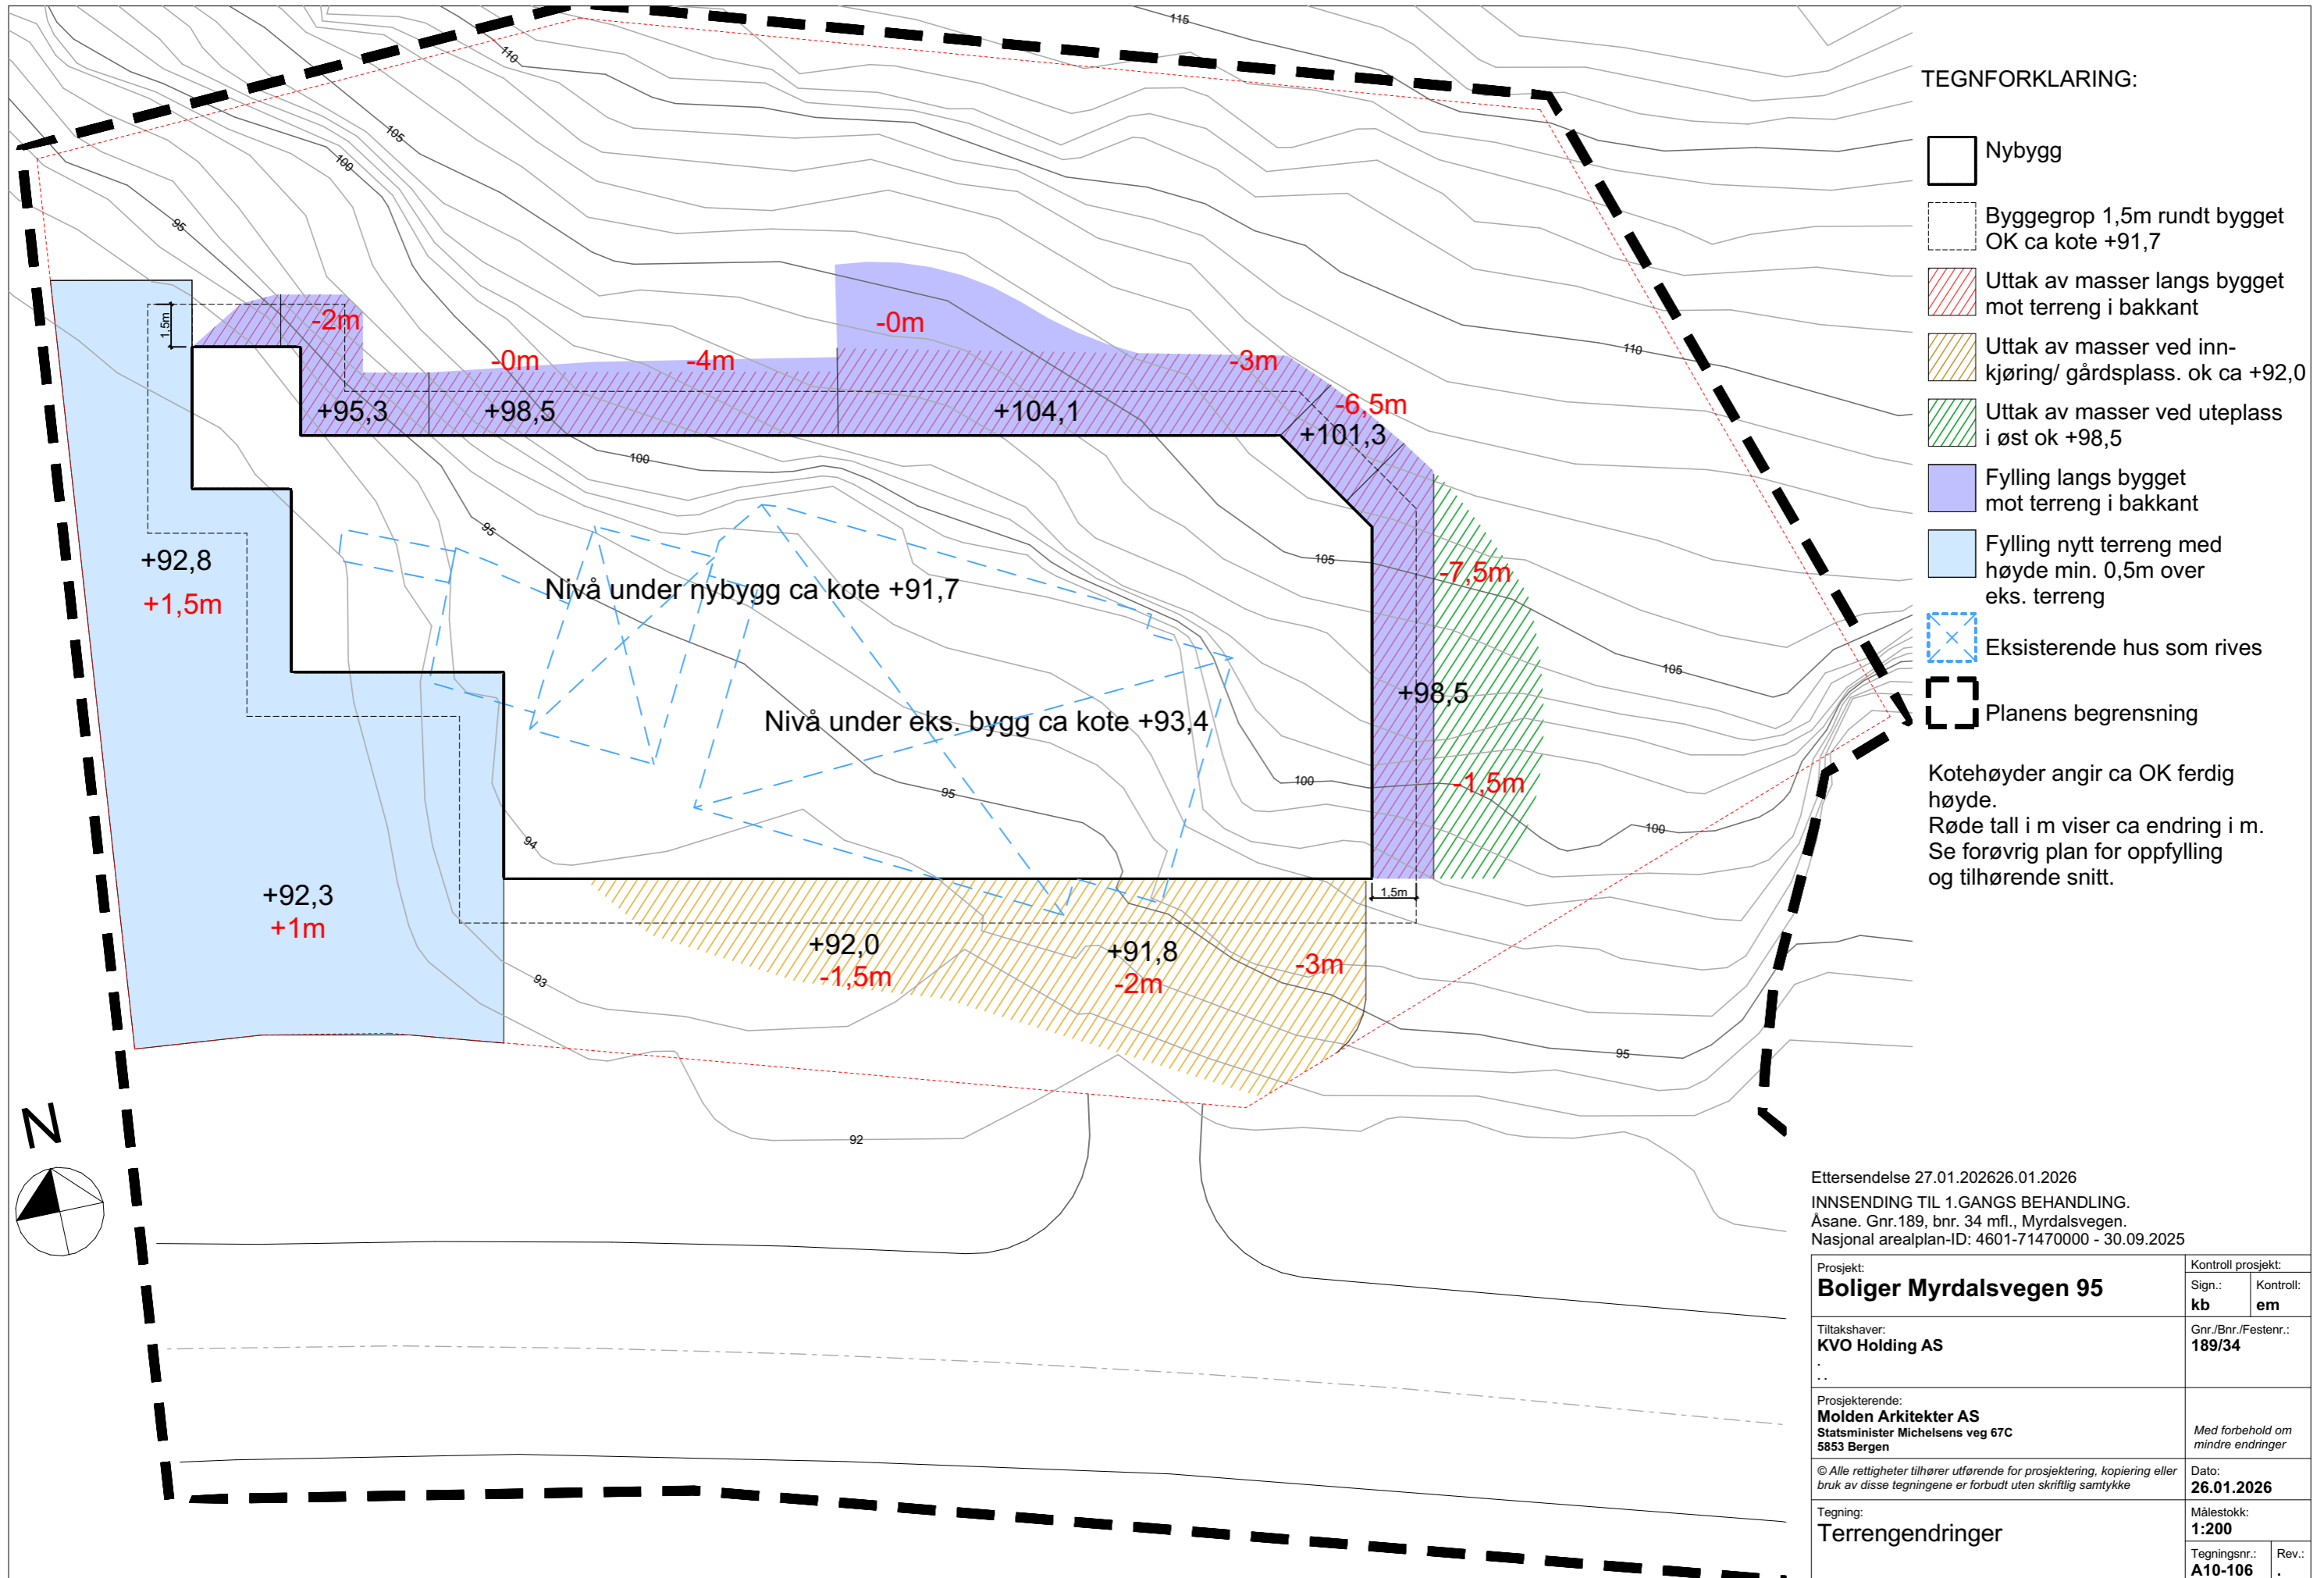 115
110
105
100
95
1,5m
-2m
-0m
-4m
-0m
-3m
-6,5m
110
+95,3
+98,5
+104,1
+101,3
100
95
105
105
+92,8
+1,5m
Nivå under nybygg ca kote +91,7
-7,5m
+98,5
Nivå under eks. bygg ca kote +93,4
-1,5m
100
95
100
94
1,5m
+92,3
+1m
+92,0
-1,5m
+91,8
-2m
-3m
93
95
92
N
TEGNFORKLARING:
Nybygg
Byggegrop 1,5m rundt bygget
OK ca kote +91,7
Uttak av masser langs bygget
mot terreng i bakkant
Uttak av masser ved inn-
kjøring/ gårdsplass. ok ca +92,0
Uttak av masser ved uteplass
i øst ok +98,5
Fylling langs bygget
mot terreng i bakkant
Fylling nytt terreng med
høyde min. 0,5m over
eks. terreng
Eksisterende hus som rives
Planens begrensning
Kotehøyder angir ca OK ferdig
høyde.
Røde tall i m viser ca endring i m.
Se forøvrig plan for oppfylling
og tilhørende snitt.
Ettersendelse 27.01.202626.01.2026
INNSENDING TIL 1.GANGS BEHANDLING.
Åsane. Gnr.189, bnr. 34 mfl., Myrdalsvegen.
Nasjonal arealplan-ID: 4601-71470000 - 30.09.2025
Prosjekt:
Boliger Myrdalsvegen 95
Kontroll prosjekt:
Sign.:
kb
Kontroll:
em
Tiltakshaver:
KVO Holding AS
.
. .
Gnr./Bnr./Festenr.:
189/34
Prosjekterende:
Molden Arkitekter AS
Statsminister Michelsens veg 67C
5853 Bergen
Med forbehold om
mindre endringer
© Alle rettigheter tilhører utførende for prosjektering, kopiering eller
bruk av disse tegningene er forbudt uten skriftlig samtykke
Dato:
26.01.2026
Tegning:
Terrengendringer
Målestokk:
1:200
Tegningsnr.:
A10-106
Rev.:
.